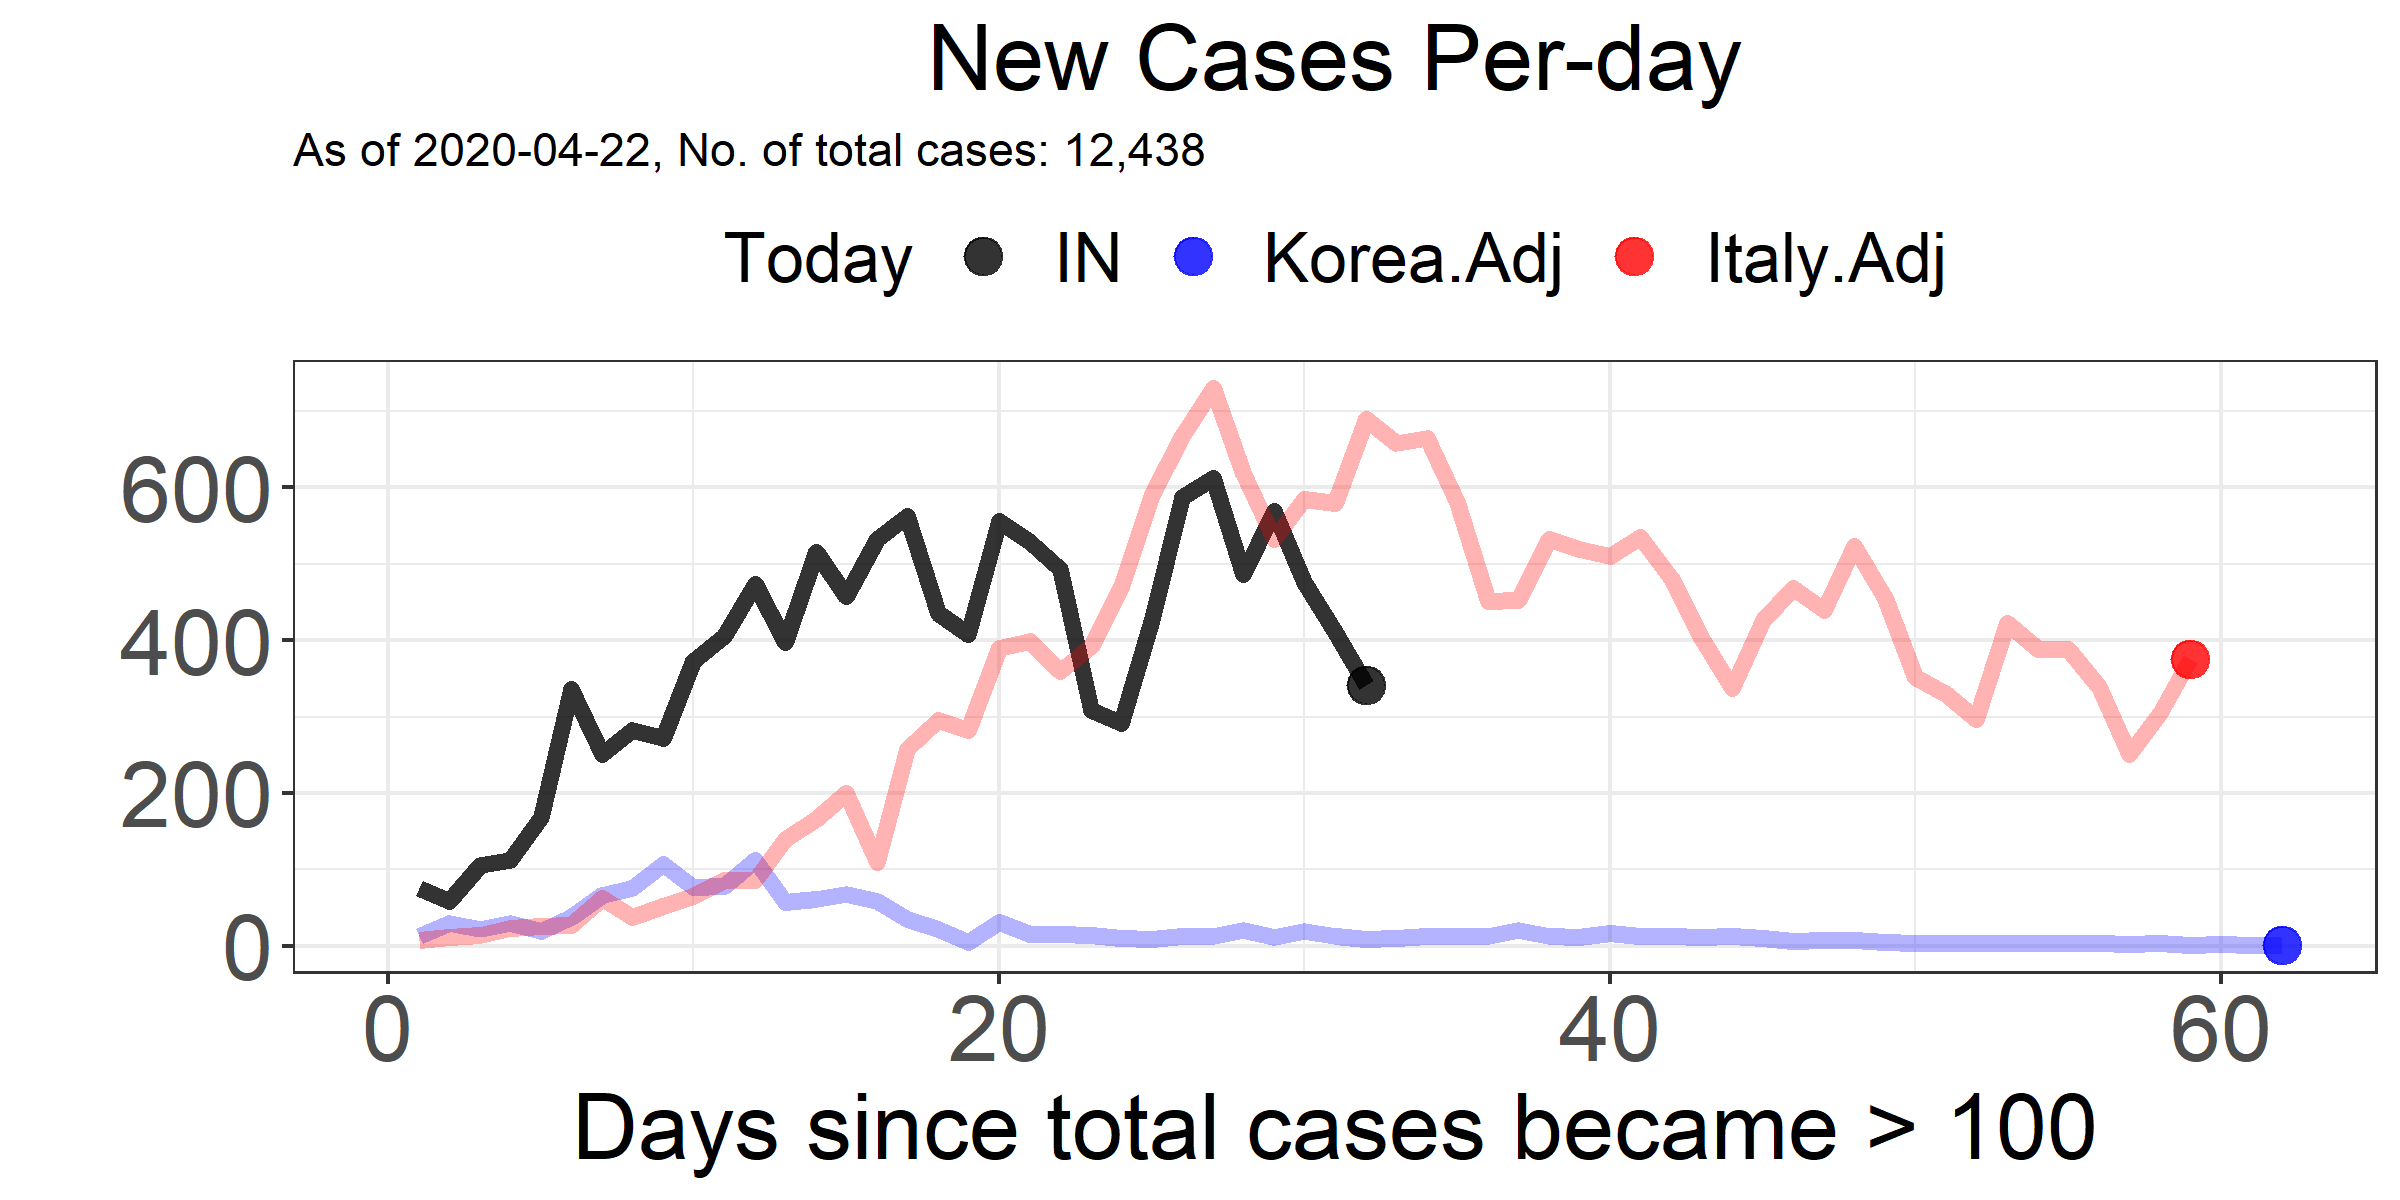 New Cases Per-day
As of 2020-04-22, No. of total cases: 12,438
Today IN Korea.Adj Italy.Adj
600
400
200
0
0 20 40 60
Days since total cases became > 100